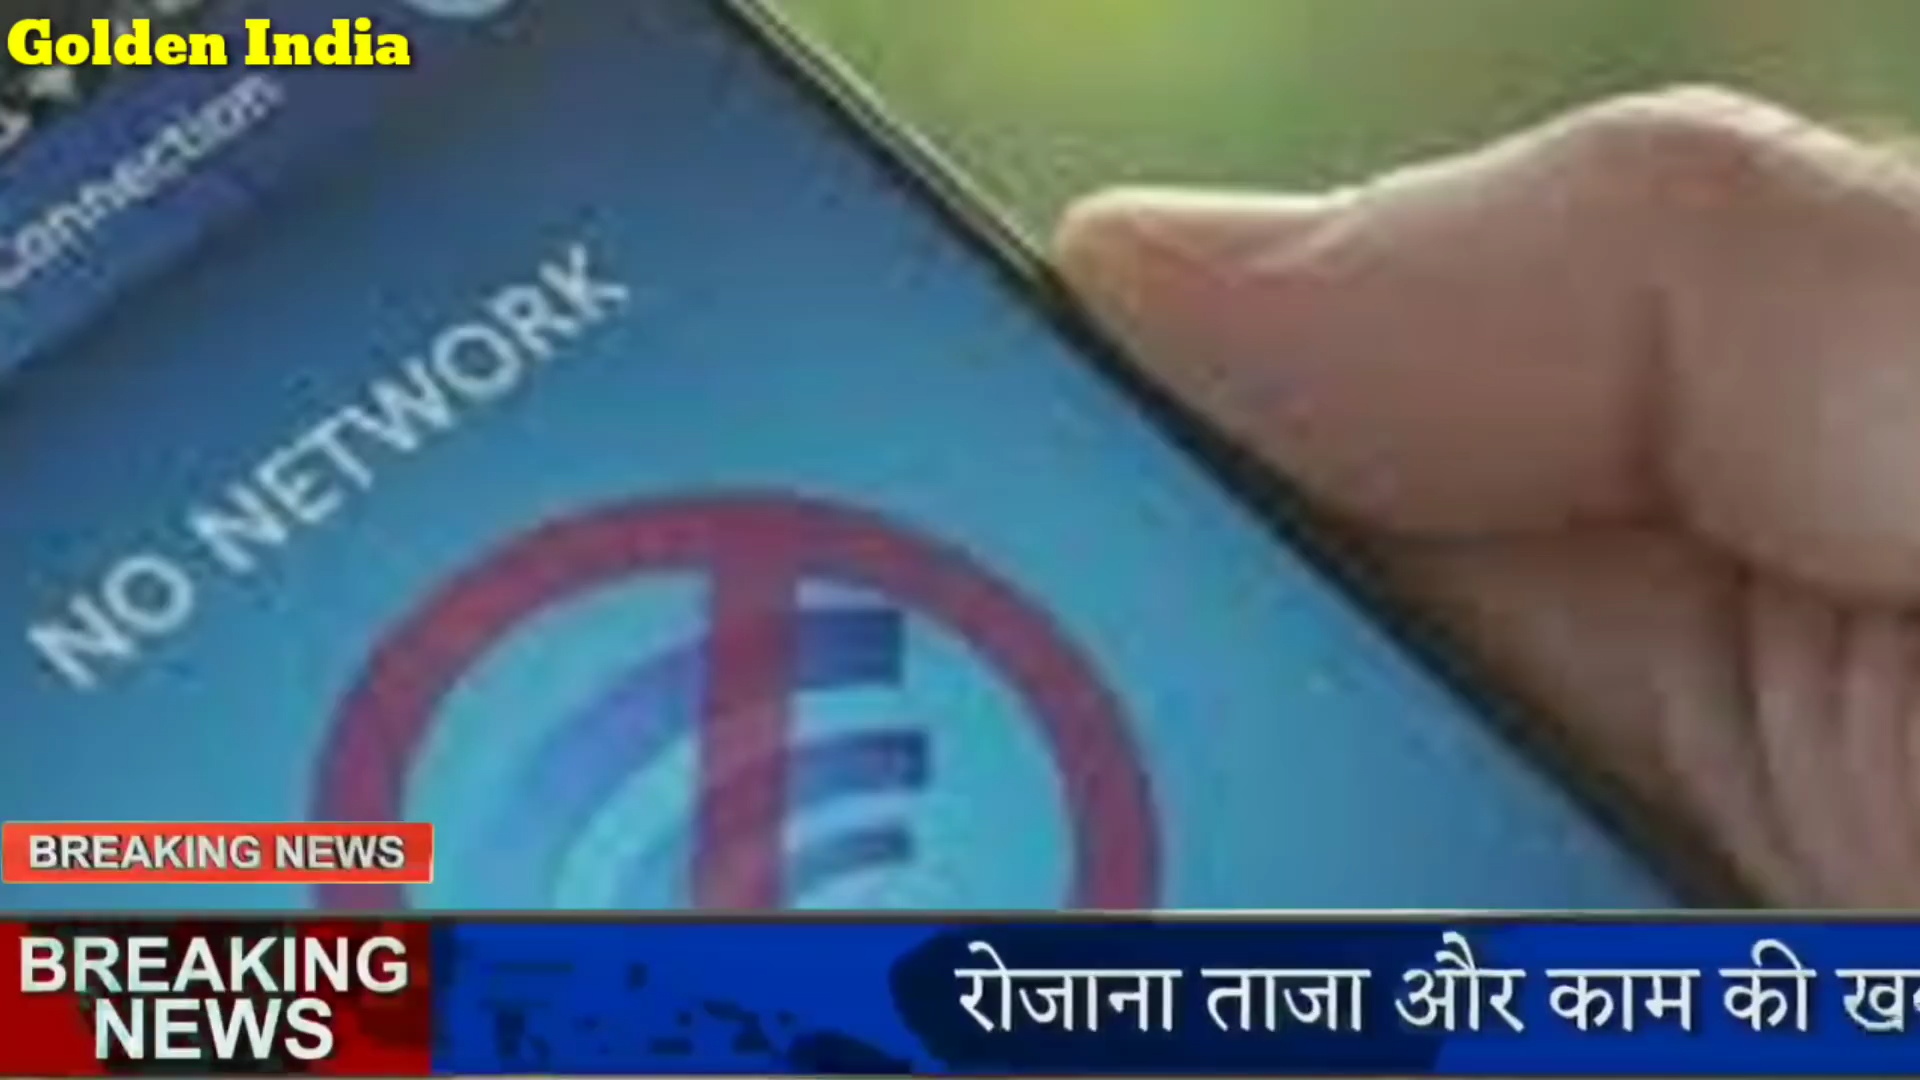 Golden India
Connection
NO NETWORK
BREAKING NEWS
BREAKING
NEWS
रोजाना ताजा और काम की